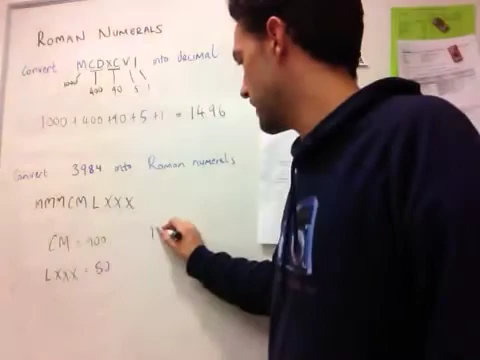 ROMAN NUMERALS
Convert MCDXCVI into decimal
1000 400 90 5 1
1000 + 400 + 90 + 5 + 1 = 1496
Convert 3984 into Roman numerals
MMMCMLXXX
CM = 900
LXXX = 80